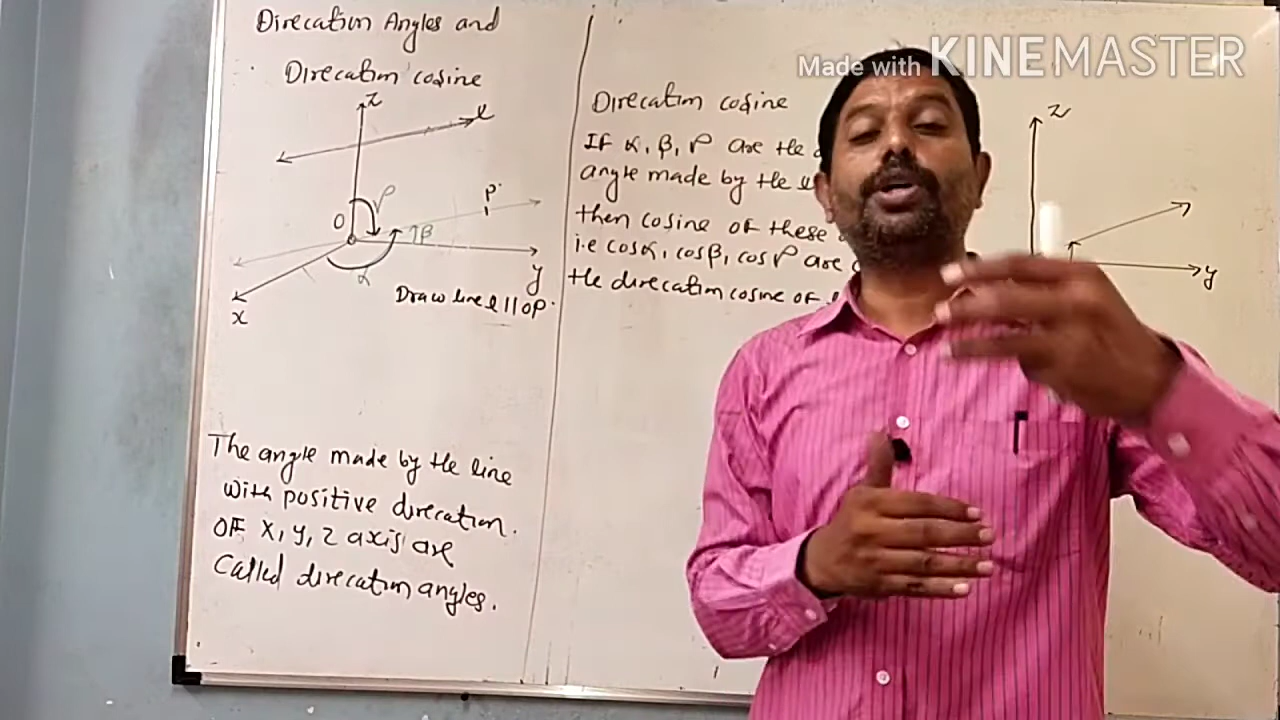 Direcation Angles and
Direcation cosine
z
l
γ
P
O
β
α
y
x
Draw line l || OP.
The angle made by the line
with positive direcation.
OF x, y, z axis are
Called direcation angles.
Direcation cosine
IF α, β, γ are the
angle made by the
then cosine of these
i.e cosα, cosβ, cosγ are
the direcation cosine of
z
y
Made with KINEMASTER